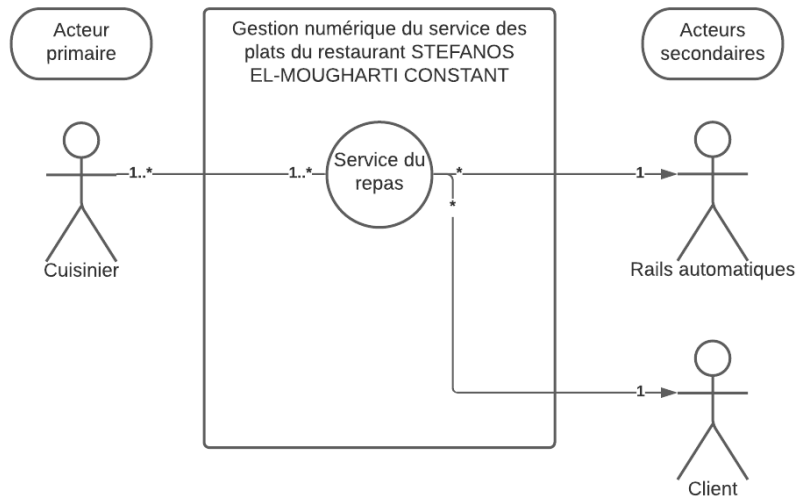 Acteur
primaire
Gestion numérique du service des
plats du restaurant STEFANOS
EL-MOUGHARTI CONSTANT
Acteurs
secondaires
1..*
1..*
Service du
repas
*
1
*
Cuisinier
Rails automatiques
1
Client